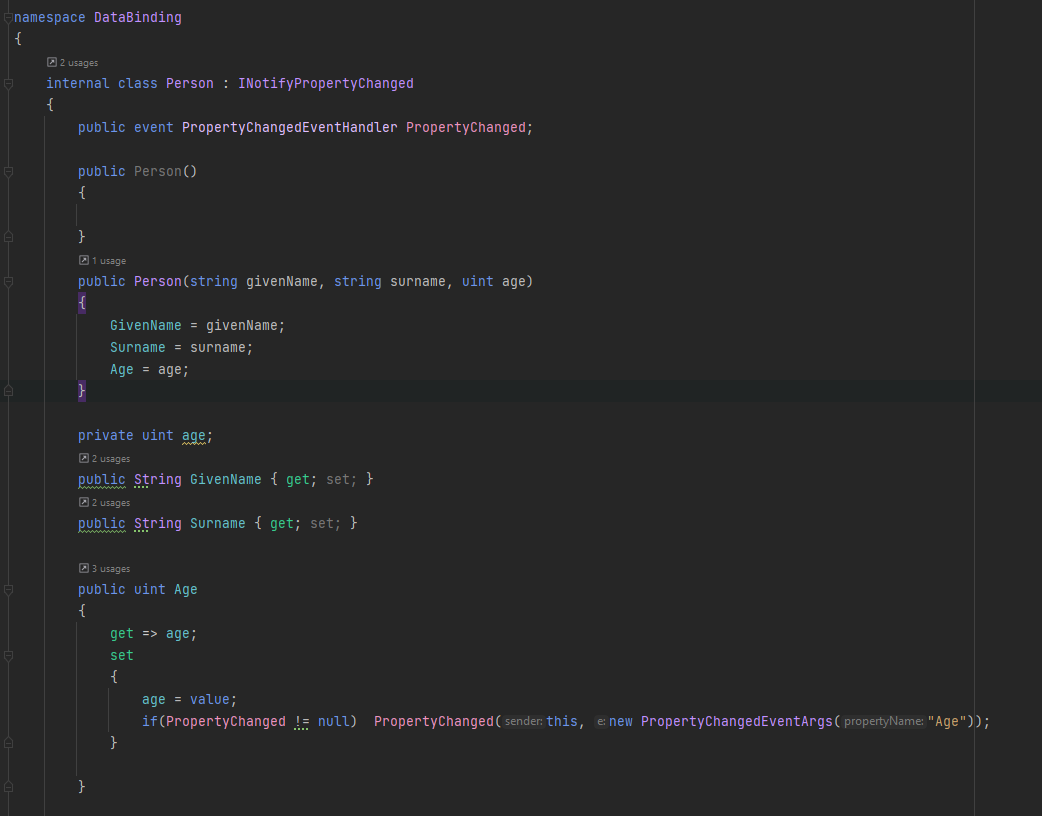 namespace DataBinding
{
2 usages
internal class Person : INotifyPropertyChanged
{
public event PropertyChangedEventHandler PropertyChanged;
public Person()
{
}
1 usage
public Person(string givenName, string surname, uint age)
{
GivenName = givenName;
Surname = surname;
Age = age;
}
private uint age;
2 usages
public String GivenName { get; set; }
2 usages
public String Surname { get; set; }
3 usages
public uint Age
{
get => age;
set
{
age = value;
if(PropertyChanged != null) PropertyChanged( sender: this, e: new PropertyChangedEventArgs( propertyName: "Age"));
}
}